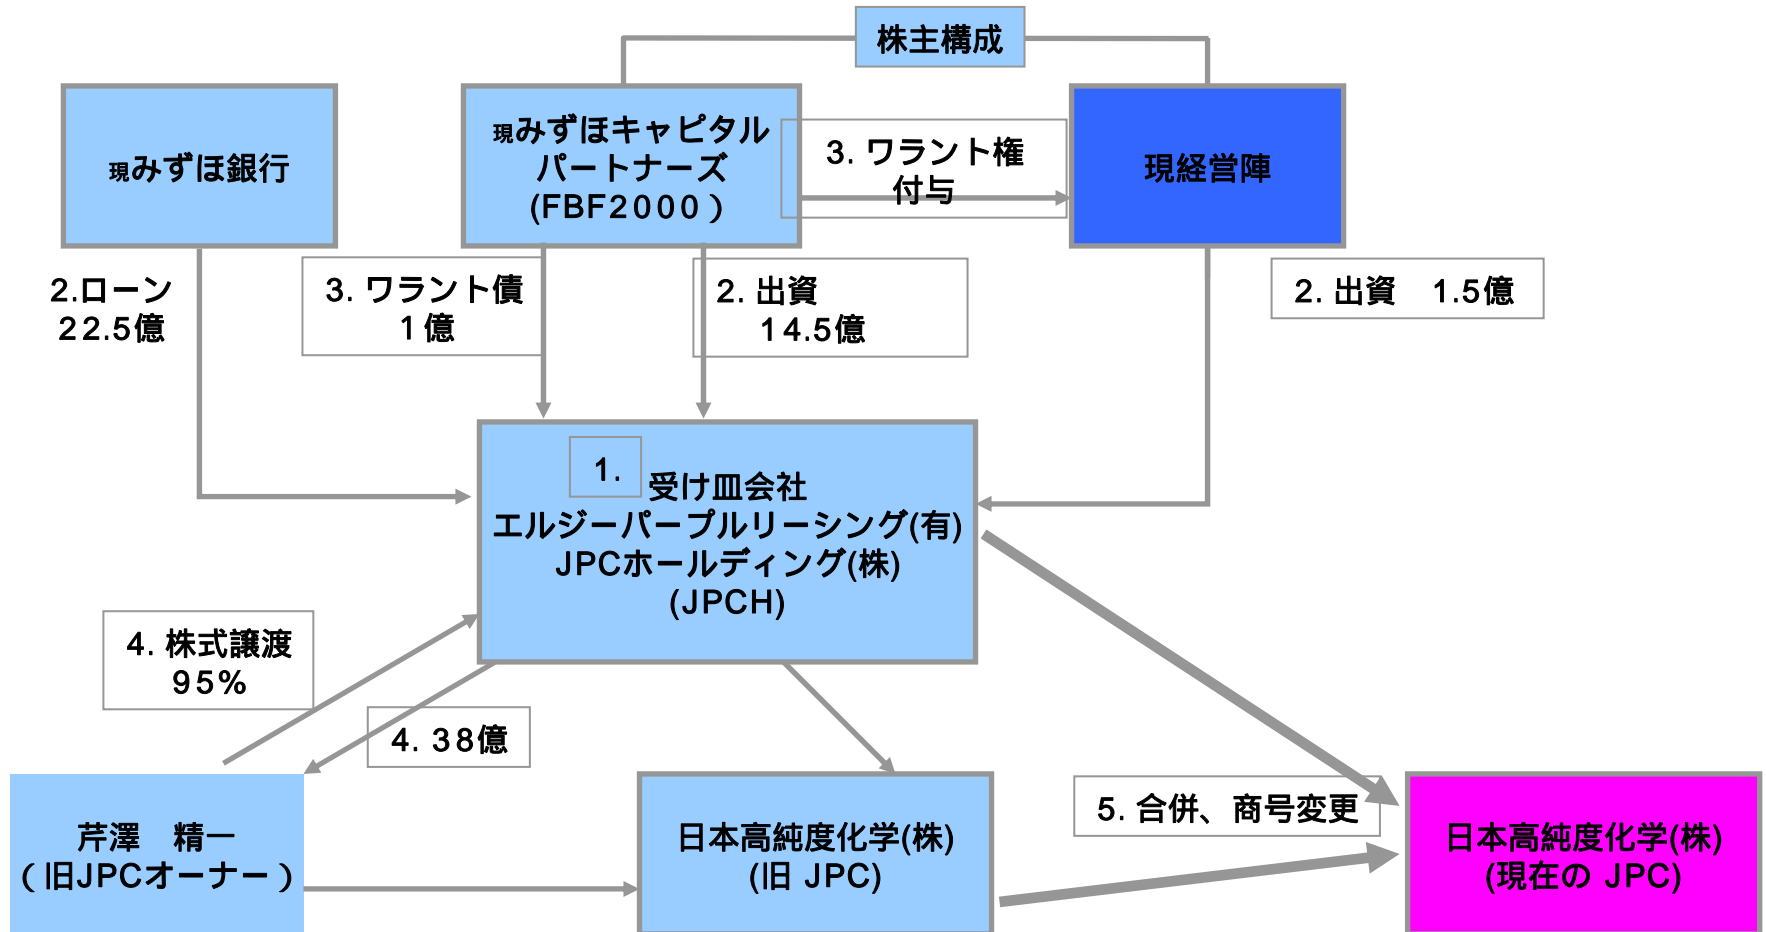 株主構成
現みずほ銀行
現みずほキャピタル
パートナーズ
(FBF2000）
3. ワラント権
付与
現経営陣
2.ローン
22.5億
3. ワラント債
1億
2. 出資
14.5億
2. 出資　1.5億
1.
受け皿会社
エルジーパープルリーシング(有)
JPCホールディング(株)
(JPCH)
4. 株式譲渡
95%
4. 38億
5. 合併、商号変更
芹澤　精一
（旧JPCオーナー）
日本高純度化学(株)
(旧 JPC)
日本高純度化学(株)
(現在の JPC)